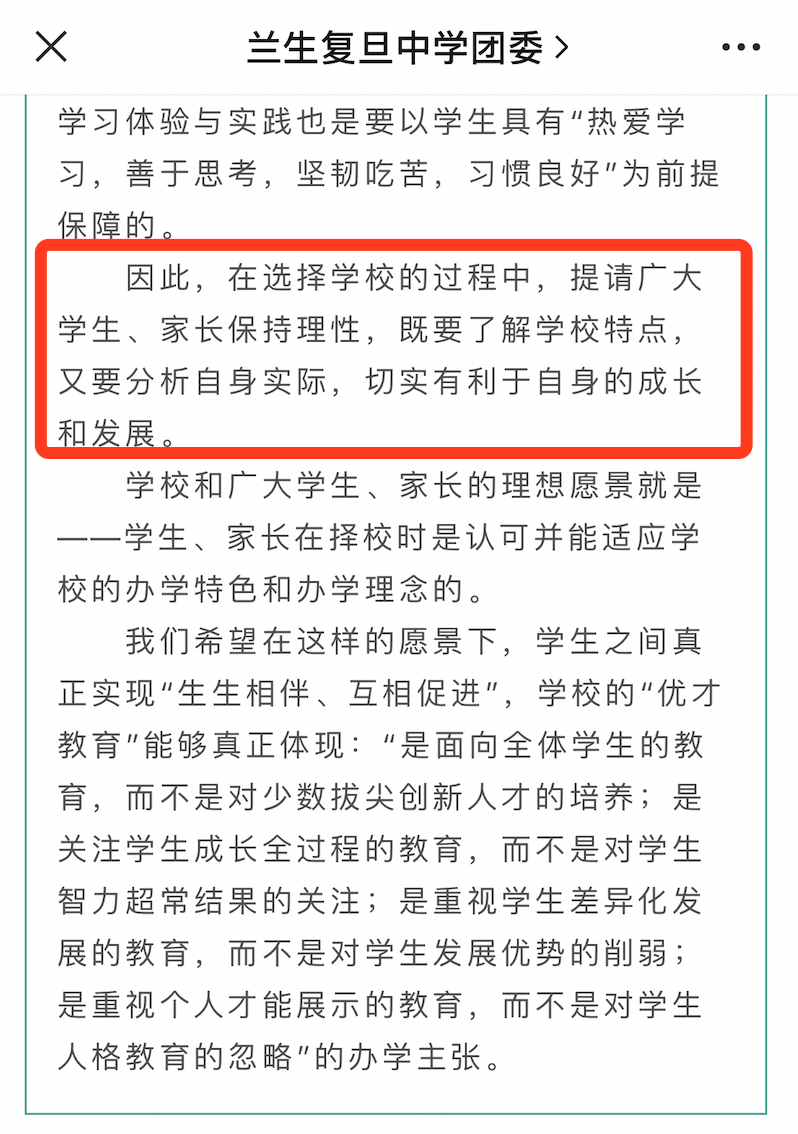 兰生复旦中学团委
学习体验与实践也是要以学生具有“热爱学
习，善于思考，坚韧吃苦，习惯良好”为前提
保障的。
因此，在选择学校的过程中，提请广大
学生、家长保持理性，既要了解学校特点，
又要分析自身实际，切实有利于自身的成长
和发展。
学校和广大学生、家长的理想愿景就是
——学生、家长在择校时是认可并能适应学
校的办学特色和办学理念的。
我们希望在这样的愿景下，学生之间真
正实现“生生相伴、互相促进”，学校的“优才
教育”能够真正体现：“是面向全体学生的教
育，而不是对少数拔尖创新人才的培养；是
关注学生成长全过程的教育，而不是对学生
智力超常结果的关注；是重视学生差异化发
展的教育，而不是对学生发展优势的削弱；
是重视个人才能展示的教育，而不是对学生
人格教育的忽略”的办学主张。